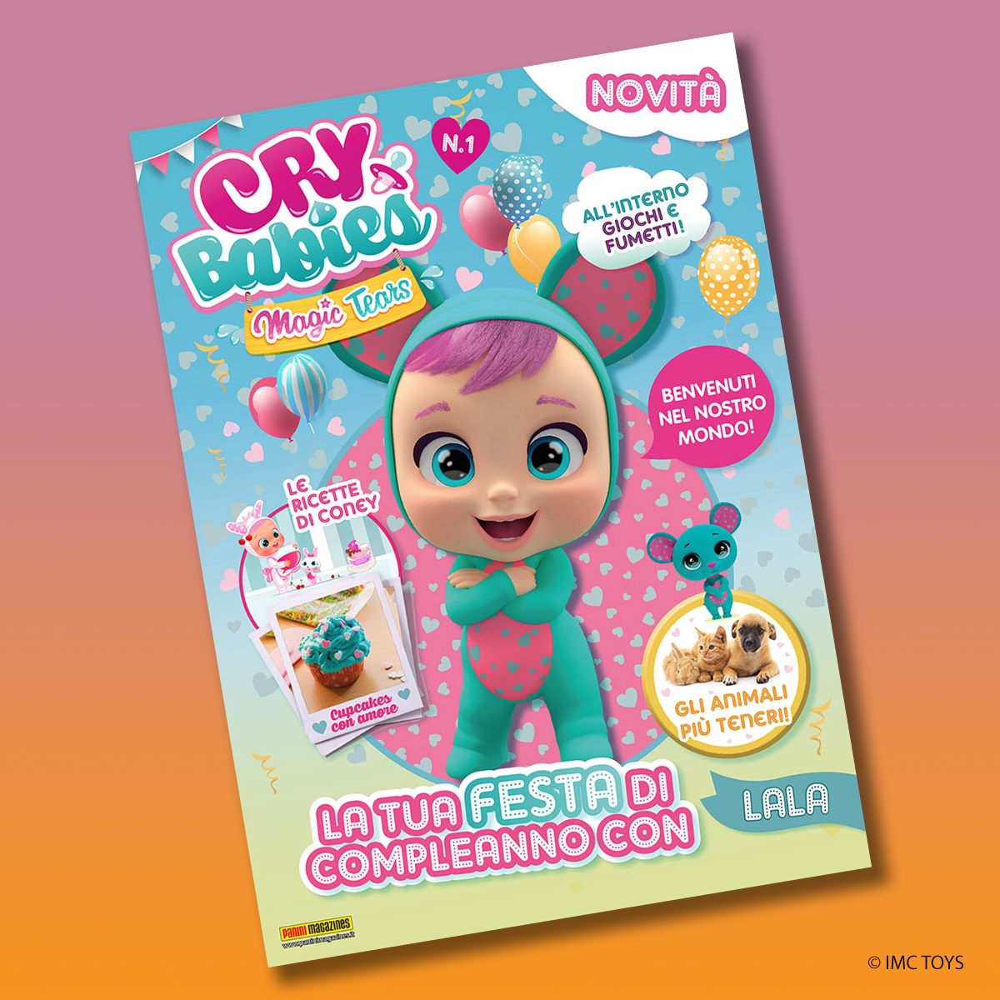 NOVITÀ
N.1
CRY
Babies
Magic Tears
ALL'INTERNO
GIOCHI E
FUMETTI!
BENVENUTI
NEL NOSTRO
MONDO!
LE
RICETTE
DI CONEY
Cupcakes
con amore
GLI ANIMALI
PIÙ TENERI!
LA TUA FESTA DI
COMPLEANNO CON
LALA
PANINI magazines
www.paninimagazines.it
© IMC TOYS